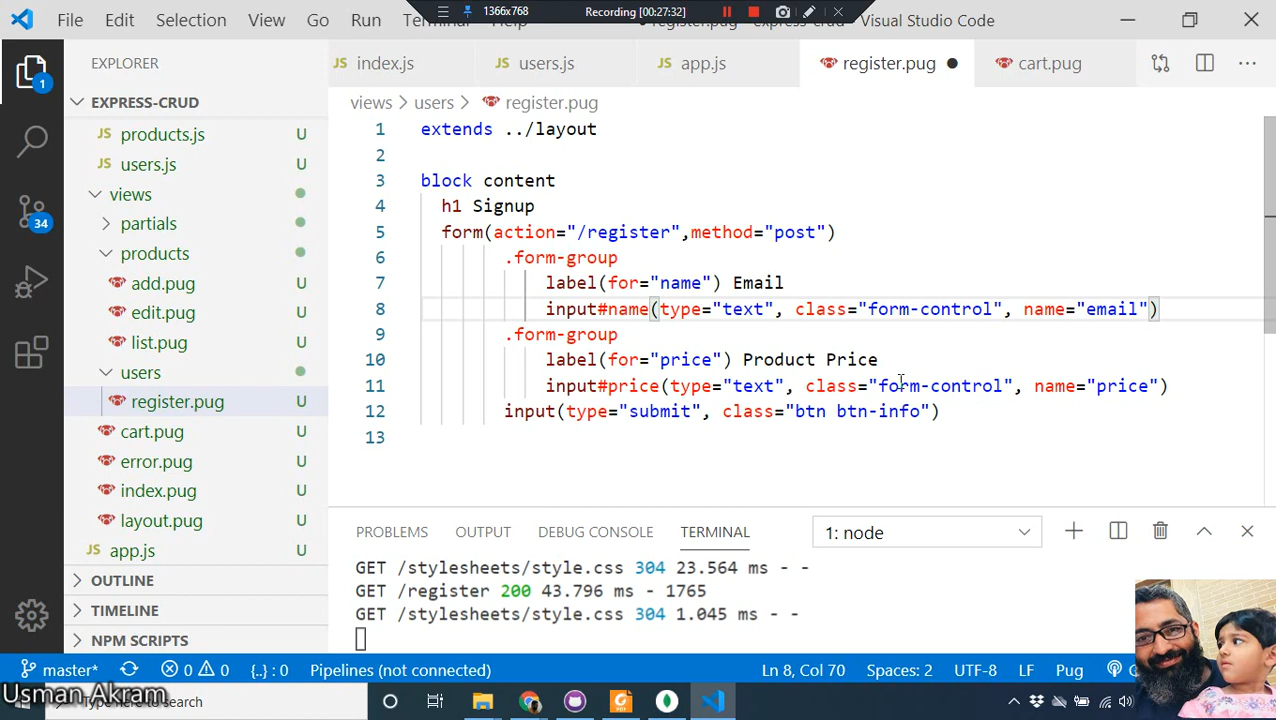 File Edit Selection View Go Run Terminal Help
1366x768 Recording [00:27:32]
Visual Studio Code
EXPLORER
EXPRESS-CRUD
products.js U
users.js U
views
partials
products
add.pug U
edit.pug U
list.pug U
users
register.pug U
cart.pug U
error.pug U
index.pug U
layout.pug U
app.js U
OUTLINE
TIMELINE
NPM SCRIPTS
1
34
JS index.js JS users.js JS app.js register.pug cart.pug
views users register.pug
1 extends ../layout
2
3 block content
4 h1 Signup
5 form(action="/register",method="post")
6 .form-group
7 label(for="name") Email
8 input#name(type="text", class="form-control", name="email")
9 .form-group
10 label(for="price") Product Price
11 input#price(type="text", class="form-control", name="price")
12 input(type="submit", class="btn btn-info")
13
PROBLEMS OUTPUT DEBUG CONSOLE TERMINAL 1: node
GET /stylesheets/style.css 304 23.564 ms - -
GET /register 200 43.796 ms - 1765
GET /stylesheets/style.css 304 1.045 ms - -
master* 0 0 {..} : 0 Pipelines (not connected) Ln 8, Col 70 Spaces: 2 UTF-8 LF Pug
Usman Akram
Type here to search